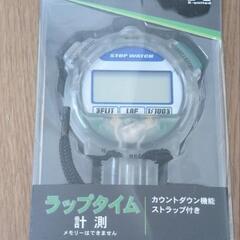 STOP WATCH
SPLIT
LAP
1/100S
ラップタイム
計測
メモリーはできません
カウントダウン機能
ストラップ付き